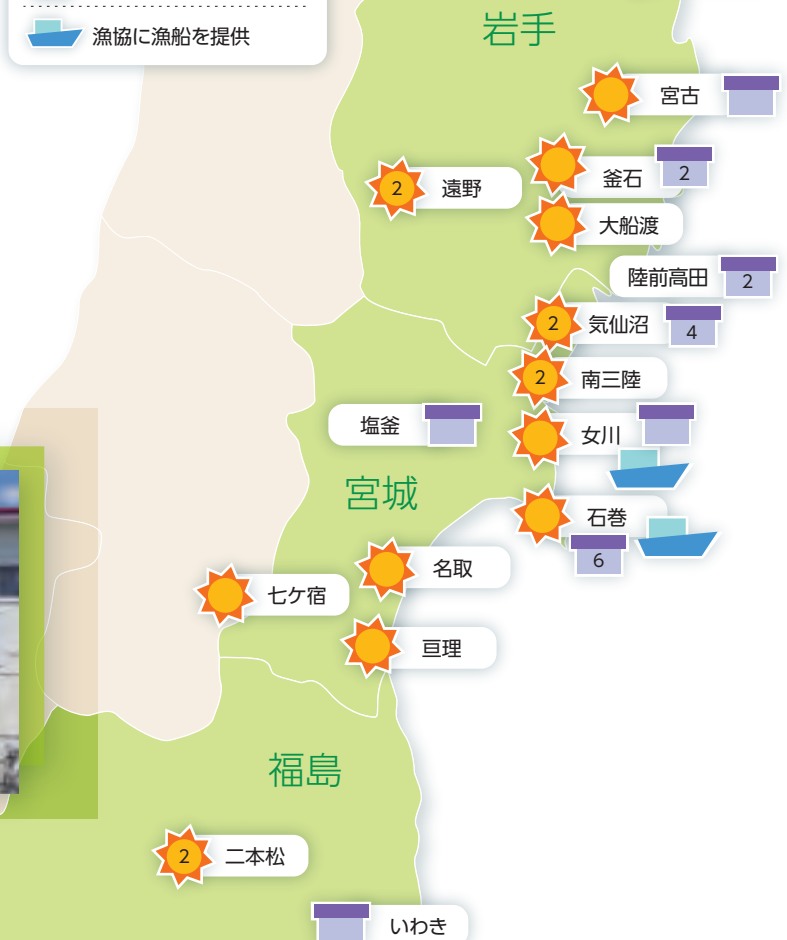 漁協に漁船を提供
岩手
宮古
釜石
2
2
遠野
大船渡
陸前高田
2
2
気仙沼
4
2
南三陸
塩釜
女川
宮城
石巻
6
名取
七ケ宿
亘理
福島
2
二本松
いわき